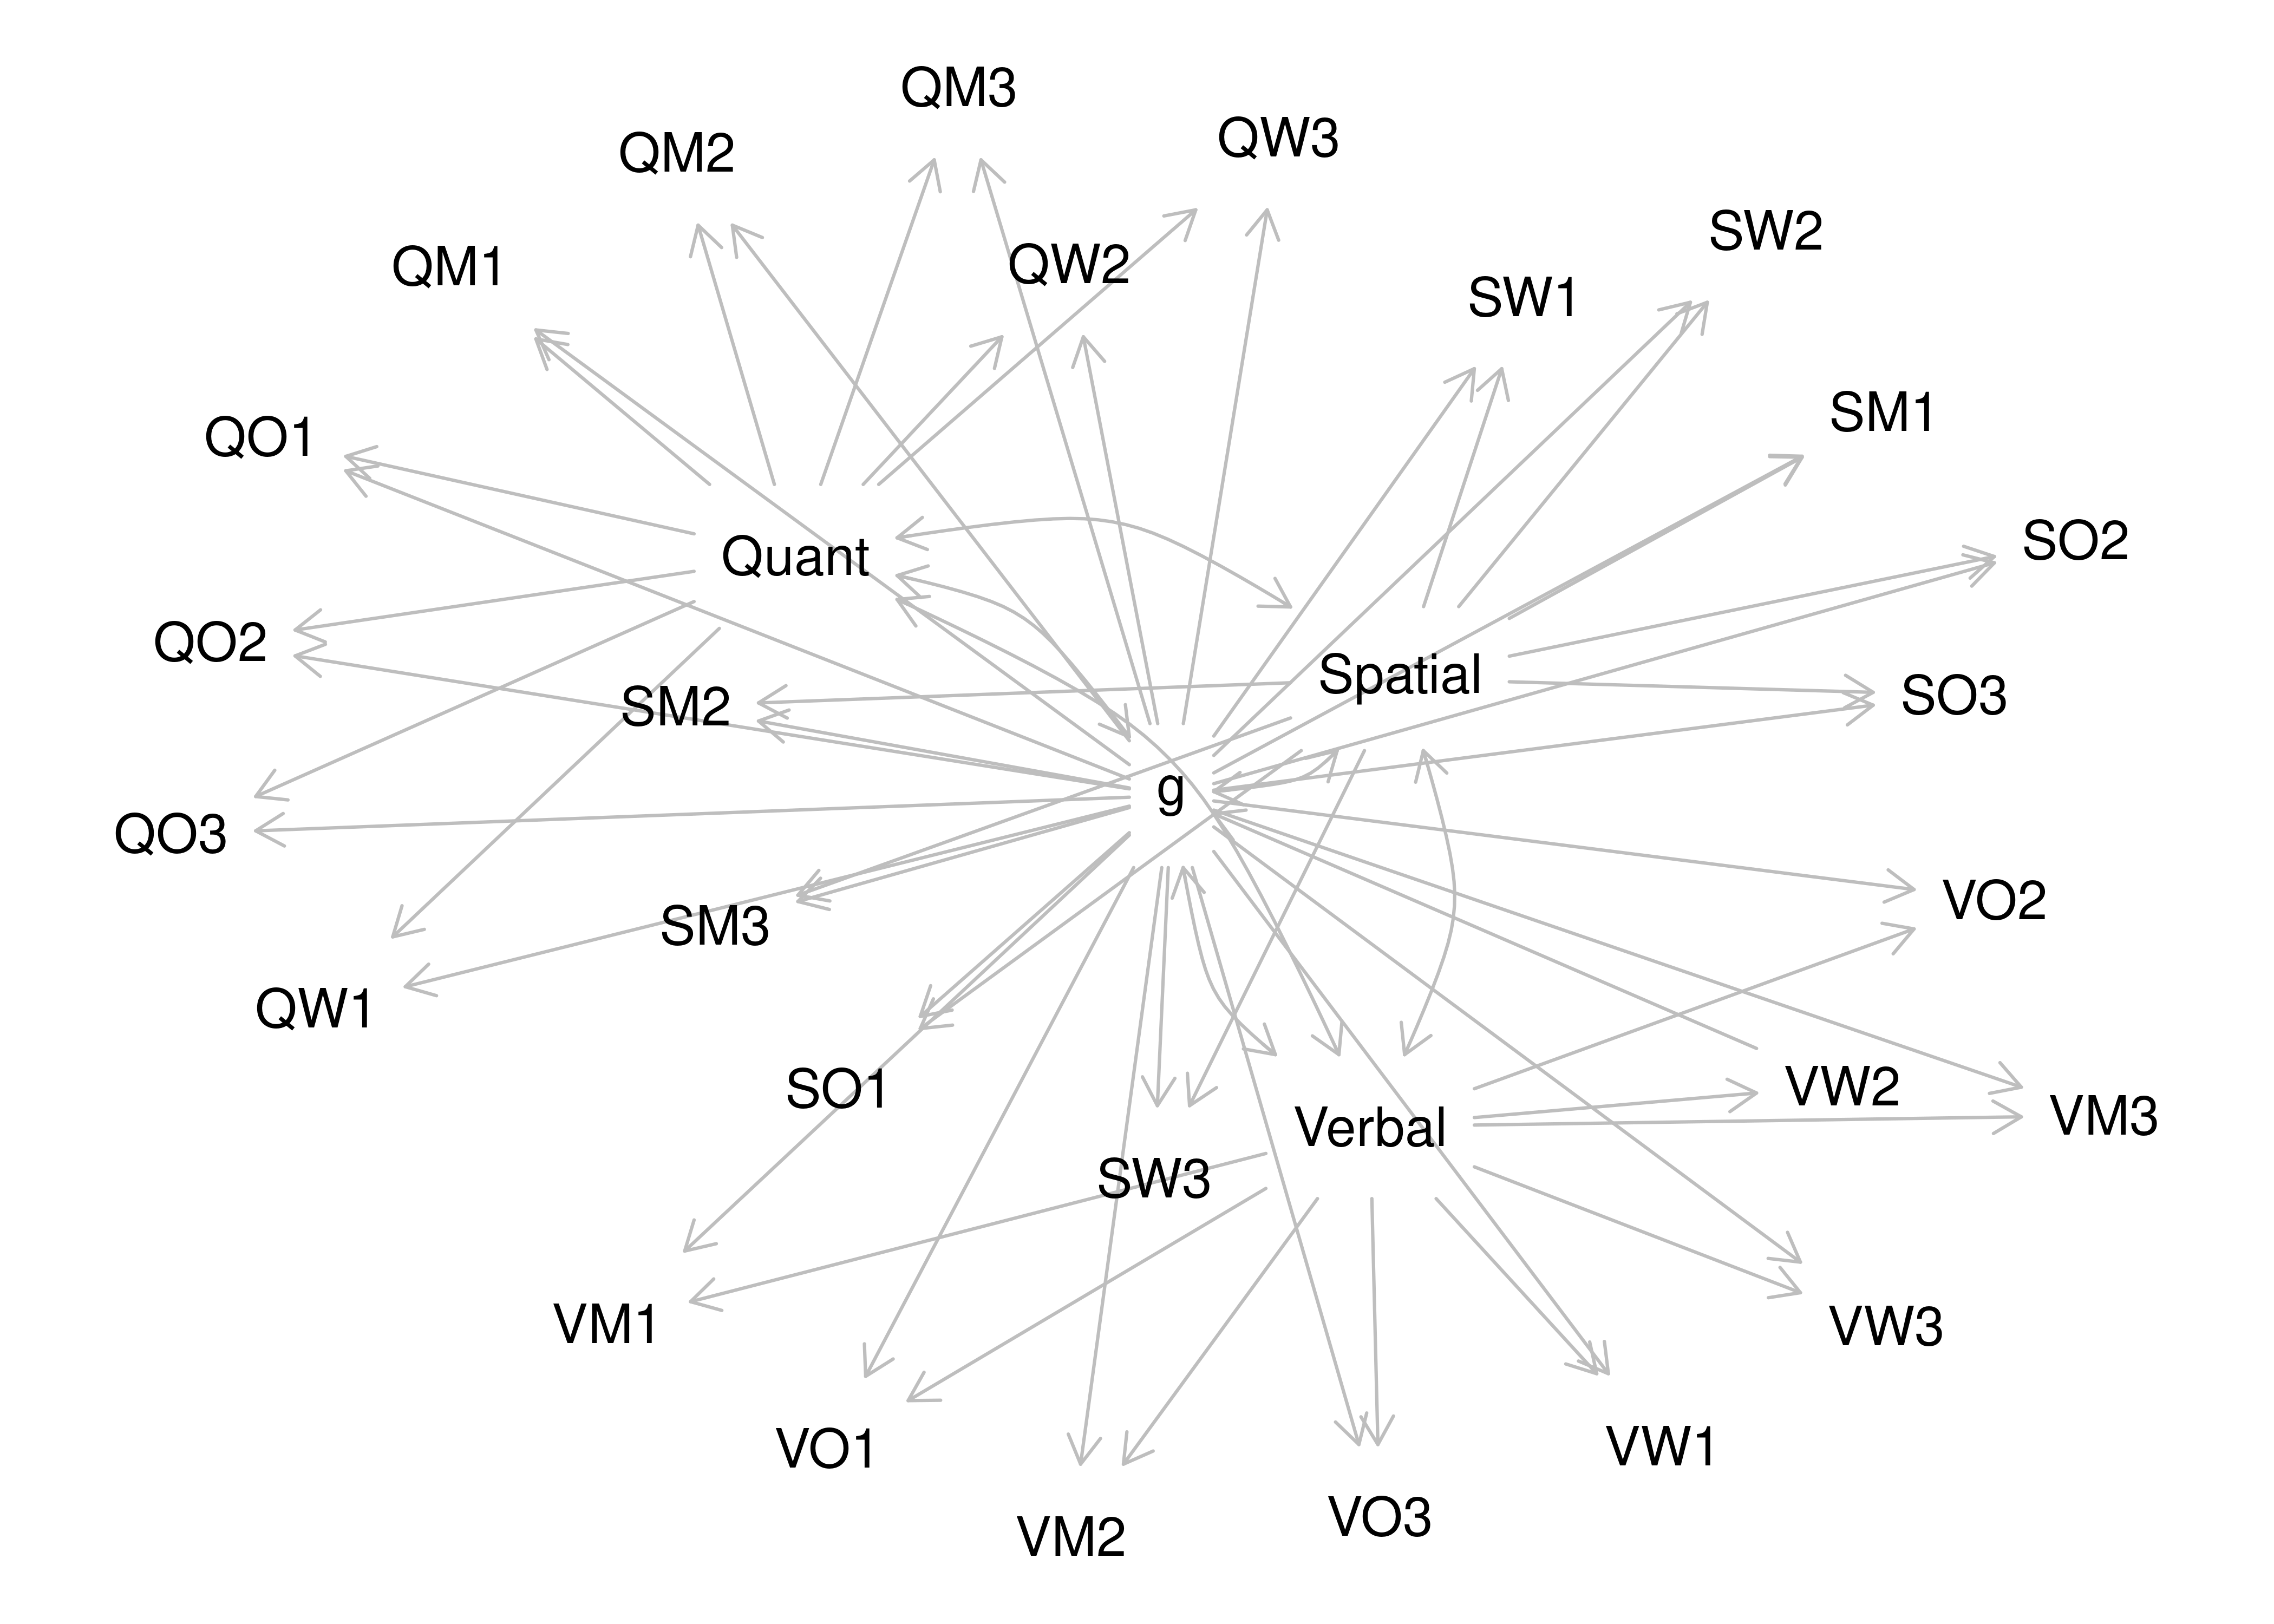 QM3
QW3
QM2
SW2
QM1
QW2
SW1
SM1
QO1
SO2
Quant
QO2
Spatial
SO3
SM2
g
QO3
VO2
SM3
QW1
SO1
VW2
VM3
Verbal
SW3
VM1
VW3
VO1
VW1
VO3
VM2